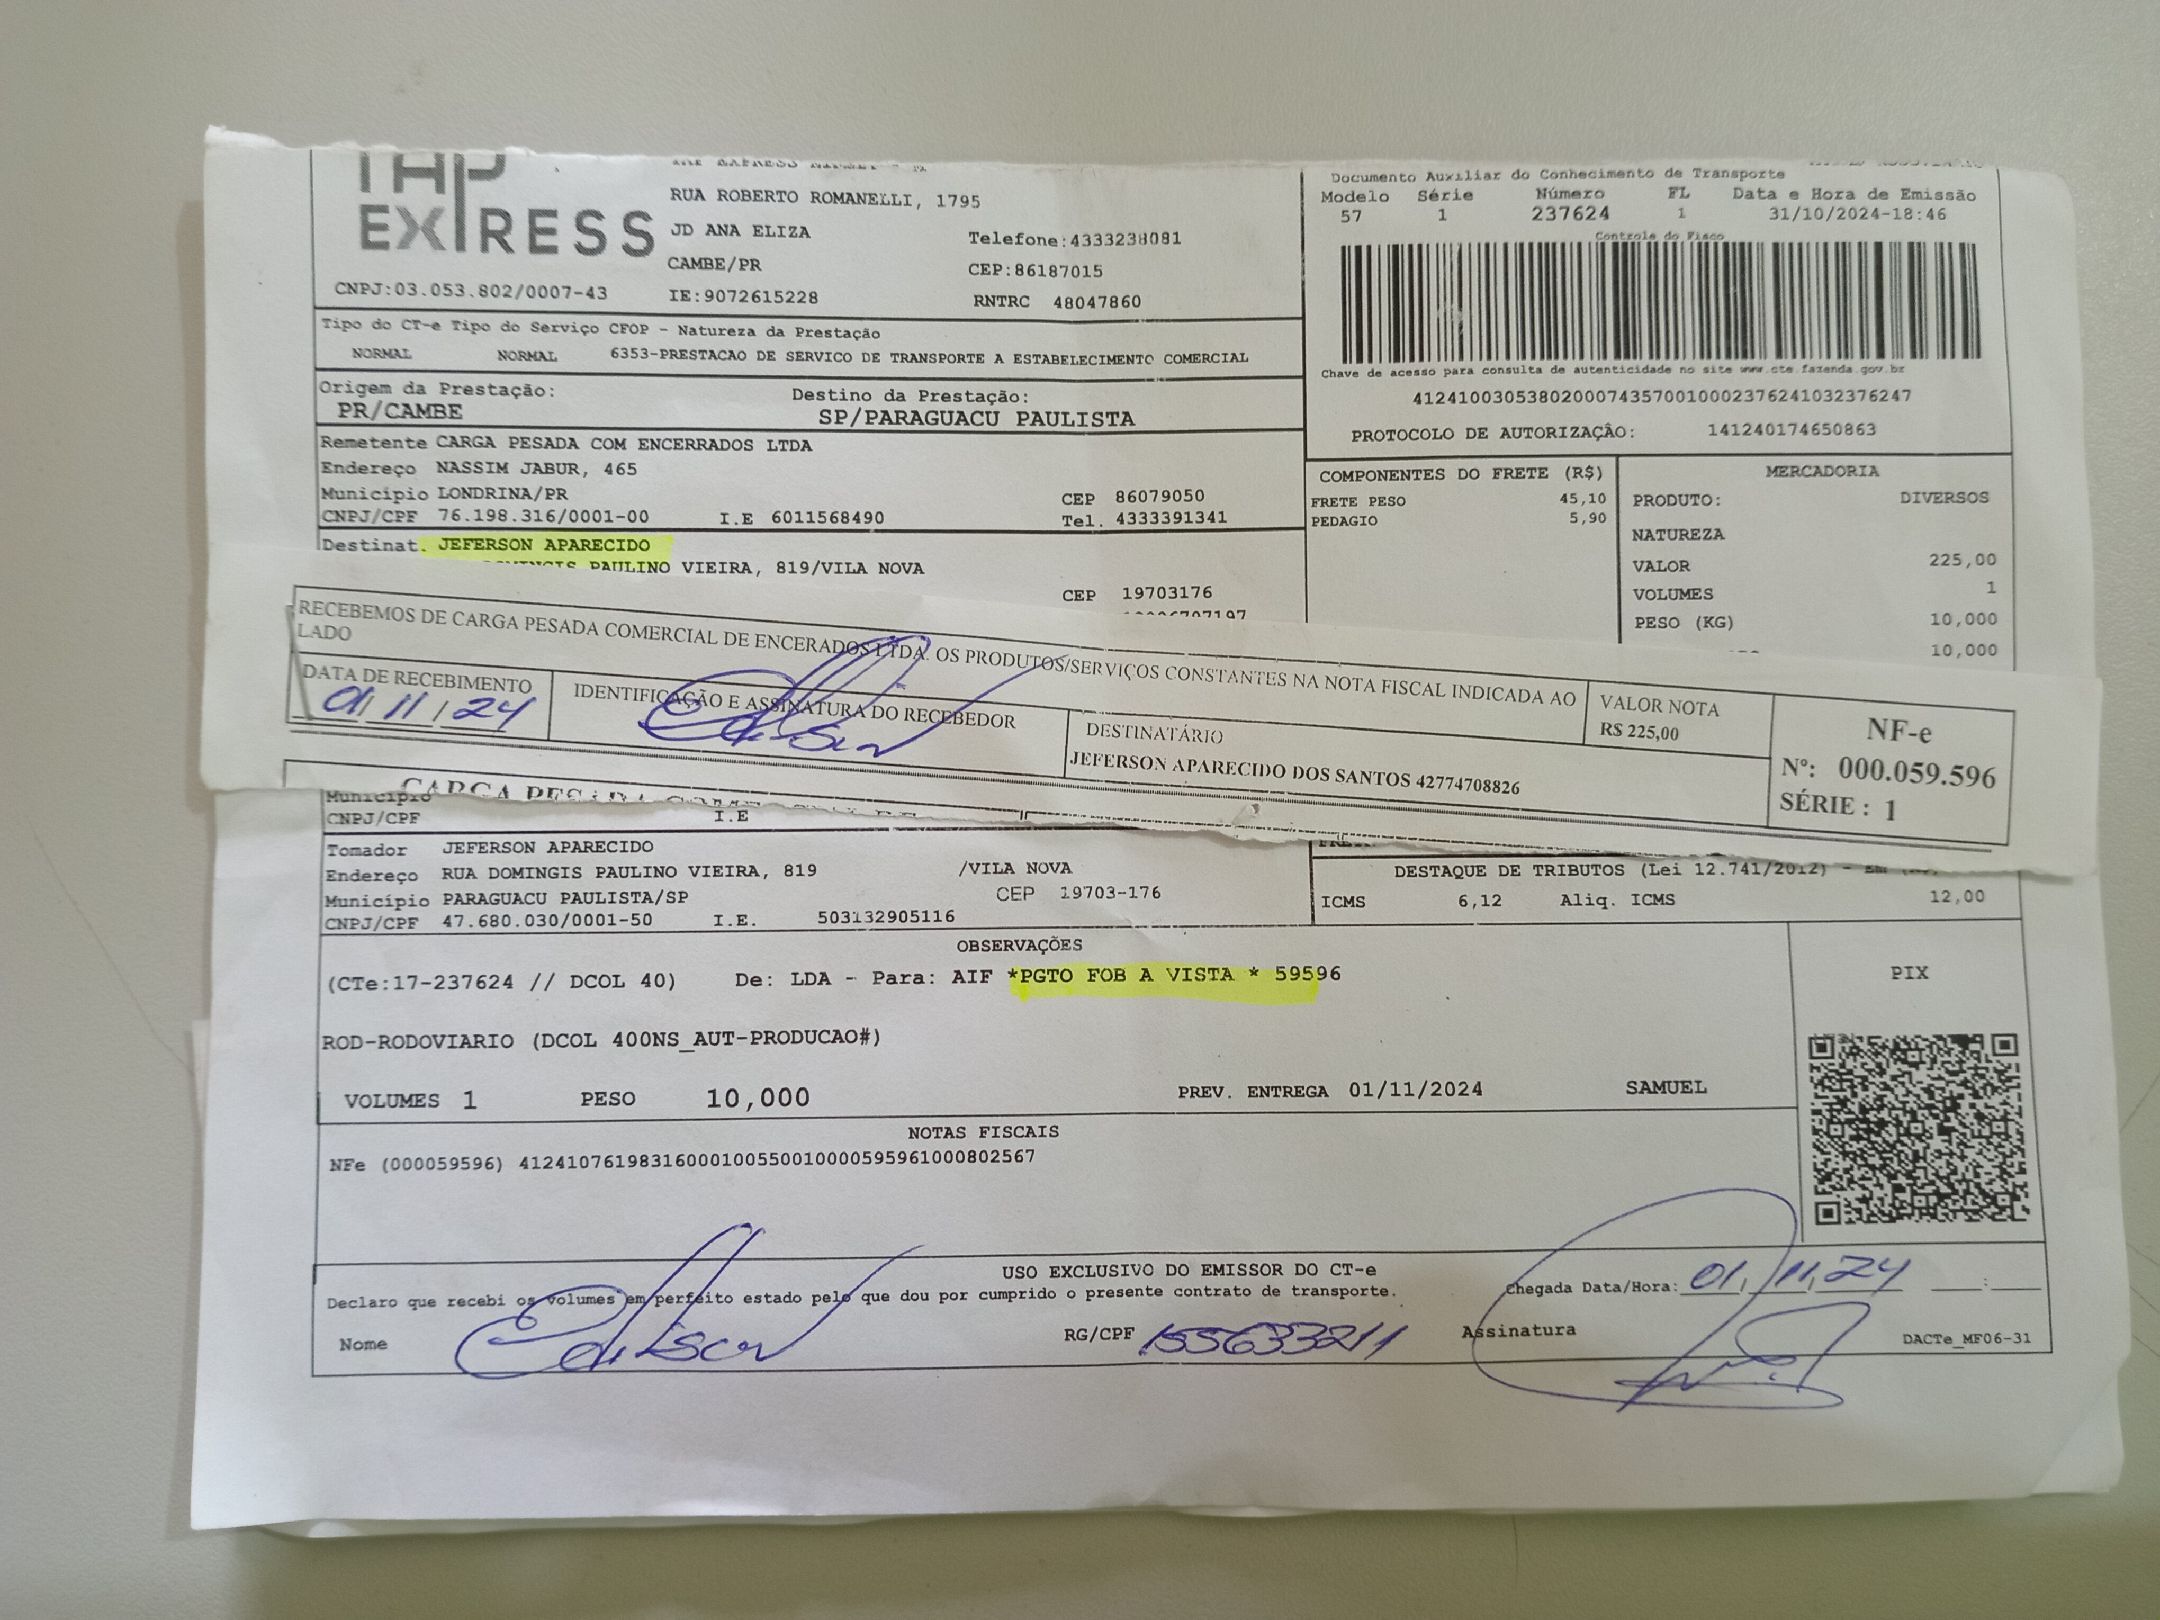 TAP
EXPRESS
CNPJ:03.053.802/0007-43
RUA ROBERTO ROMANELLI, 1795
JD ANA ELIZA
Telefone:4333238081
CAMBE/PR
CEP:86187015
IE:9072615228
RNTRC 48047860
Documento Auxiliar do Conhecimento de Transporte
Modelo Série Número FL Data e Hora de Emissão
57 1 237624 1 31/10/2024-18:46
Controle do Fisco
Chave de acesso para consulta de autenticidade no site www.cte.fazenda.gov.br
41241003053802000743570010002376241032376247
PROTOCOLO DE AUTORIZAÇÂO: 141240174650863
Tipo do CT-e Tipo do Serviço CFOP - Natureza da Prestação
NORMAL NORMAL 6353-PRESTACAO DE SERVICO DE TRANSPORTE A ESTABELECIMENTO COMERCIAL
Origem da Prestação: Destino da Prestação:
PR/CAMBE SP/PARAGUACU PAULISTA
Remetente CARGA PESADA COM ENCERRADOS LTDA
Endereço NASSIM JABUR, 465
Município LONDRINA/PR CEP 86079050
CNPJ/CPF 76.198.316/0001-00 I.E 6011568490 Tel. 4333391341
Destinat. JEFERSON APARECIDO
PAULINO VIEIRA, 819/VILA NOVA
CEP 19703176
COMPONENTES DO FRETE (R$)
FRETE PESO 45,10
PEDAGIO 5,90
MERCADORIA
PRODUTO: DIVERSOS
NATUREZA
VALOR 225,00
VOLUMES 1
PESO (KG) 10,000
10,000
RECEBEMOS DE CARGA PESADA COMERCIAL DE ENCERADOS LTDA. OS PRODUTOS/SERVIÇOS CONSTANTES NA NOTA FISCAL INDICADA AO
LADO
DATA DE RECEBIMENTO
01/11/24
IDENTIFICAÇÃO E ASSINATURA DO RECEBEDOR
Edilson
DESTINATÁRIO
JEFERSON APARECIDO DOS SANTOS 42774708826
VALOR NOTA
R$ 225,00
NF-e
Nº: 000.059.596
SÉRIE : 1
Município
CNPJ/CPF I.E
Tomador JEFERSON APARECIDO
Endereço RUA DOMINGIS PAULINO VIEIRA, 819 /VILA NOVA
Município PARAGUACU PAULISTA/SP CEP 19703-176
CNPJ/CPF 47.680.030/0001-50 I.E. 503132905116
DESTAQUE DE TRIBUTOS (Lei 12.741/2012) -
ICMS 6,12 Aliq. ICMS 12,00
OBSERVAÇÕES
(CTe:17-237624 // DCOL 40) De: LDA - Para: AIF *PGTO FOB A VISTA * 59596
ROD-RODOVIARIO (DCOL 400NS_AUT-PRODUCAO#)
VOLUMES 1 PESO 10,000 PREV. ENTREGA 01/11/2024 SAMUEL
PIX
NOTAS FISCAIS
NFe (000059596) 41241076198316000100550010000595961000802567
USO EXCLUSIVO DO EMISSOR DO CT-e
Declaro que recebi os volumes em perfeito estado pelo que dou por cumprido o presente contrato de transporte.
Chegada Data/Hora: 01/11/24 __:__
Nome Edilson RG/CPF 155633211 Assinatura
DACTe_MF06-31